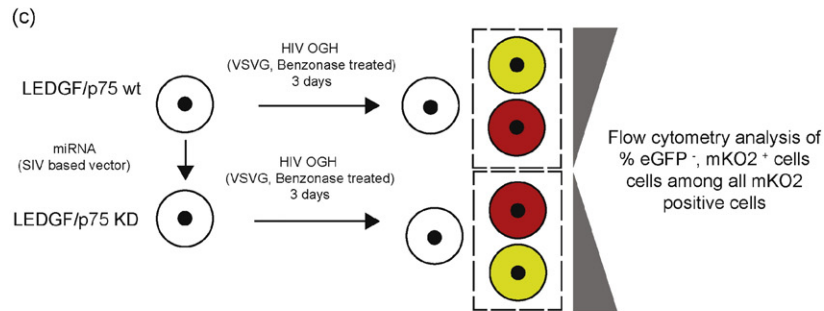 (c)
HIV OGH
(VSVG, Benzonase treated)
3 days
LEDGF/p75 wt
miRNA
(SIV based vector)
HIV OGH
(VSVG, Benzonase treated)
3 days
LEDGF/p75 KD
Flow cytometry analysis of
% eGFP -, mKO2 + cells
cells among all mKO2
positive cells